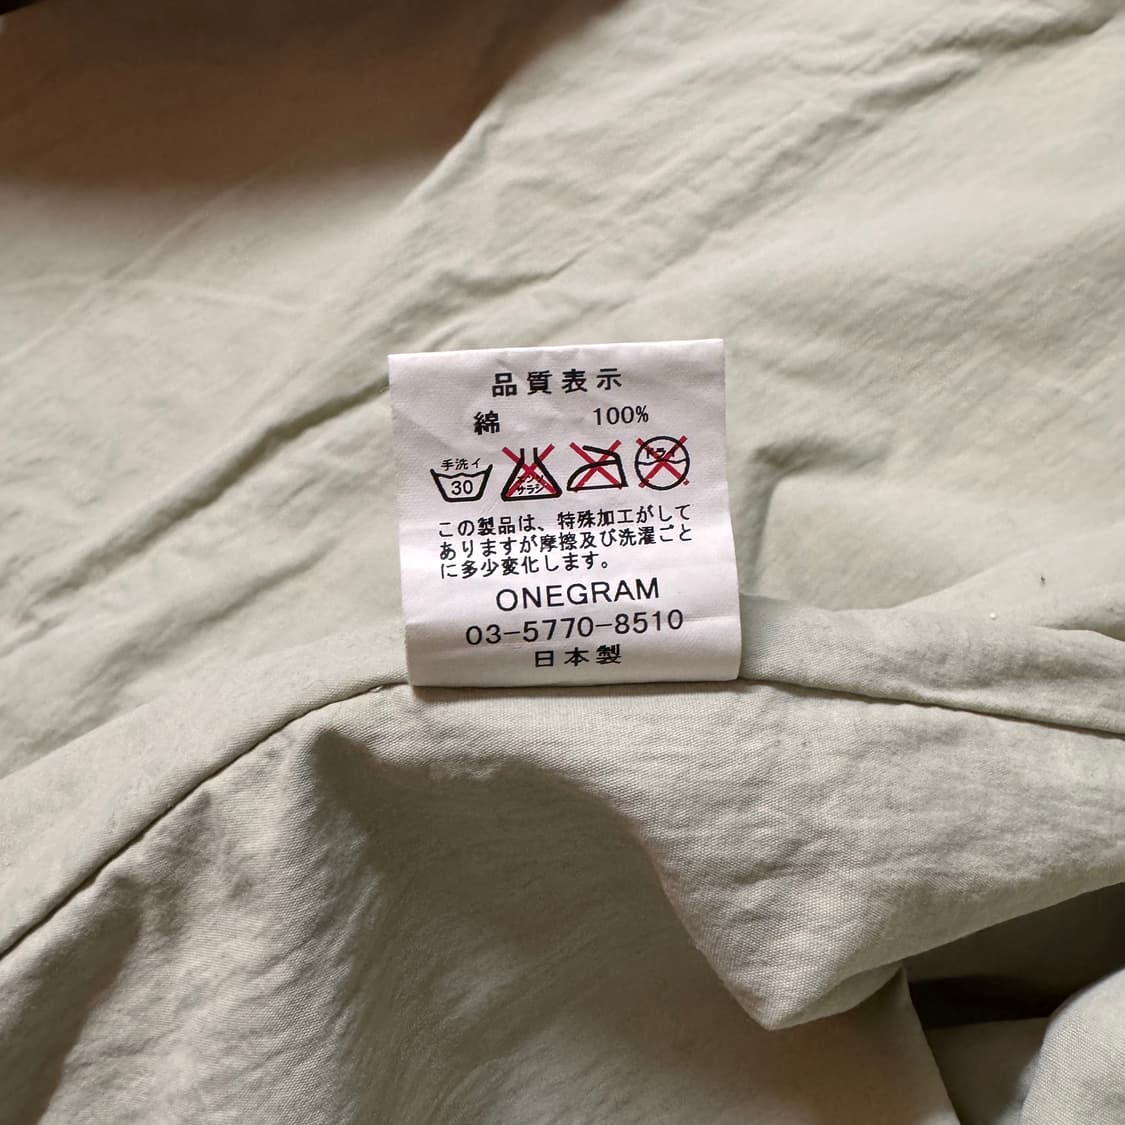 品質表示
綿 100%
手洗イ エンソ サラシ ドライ
30
この製品は、特殊加工がして
ありますが摩擦及び洗濯ごと
に多少変化します。
ONEGRAM
03-5770-8510
日本製